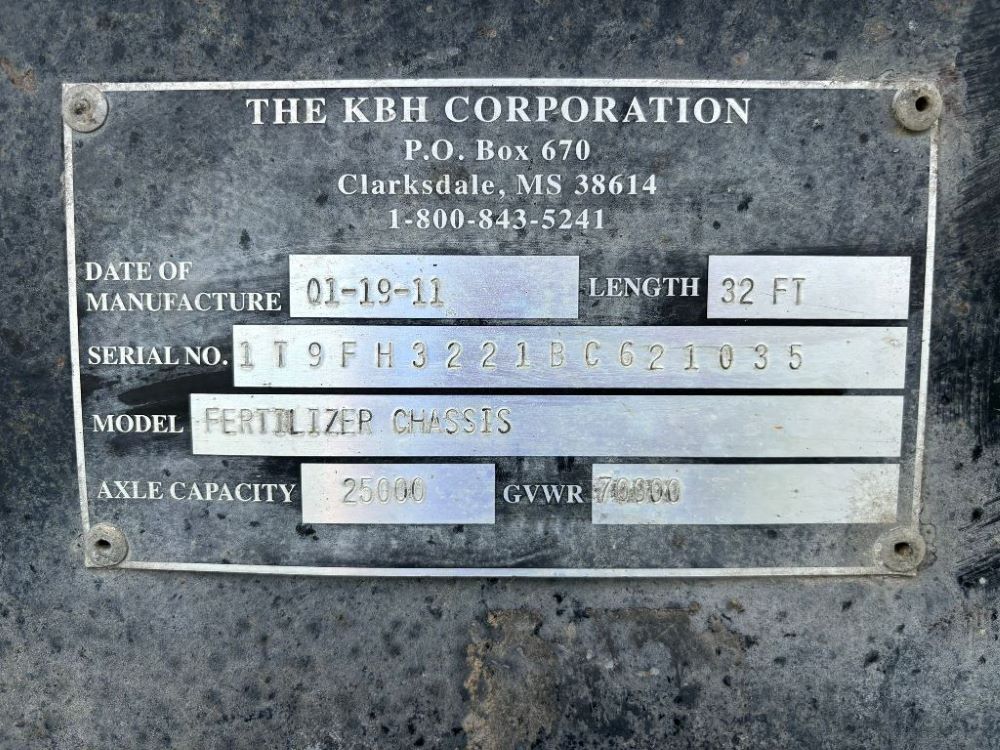 THE KBH CORPORATION
P.O. Box 670
Clarksdale, MS 38614
1-800-843-5241
DATE OF
MANUFACTURE 01-19-11 LENGTH 32 FT
SERIAL NO. 1T9FH3221BC621035
MODEL FERTILIZER CHASSIS
AXLE CAPACITY 25000 GVWR